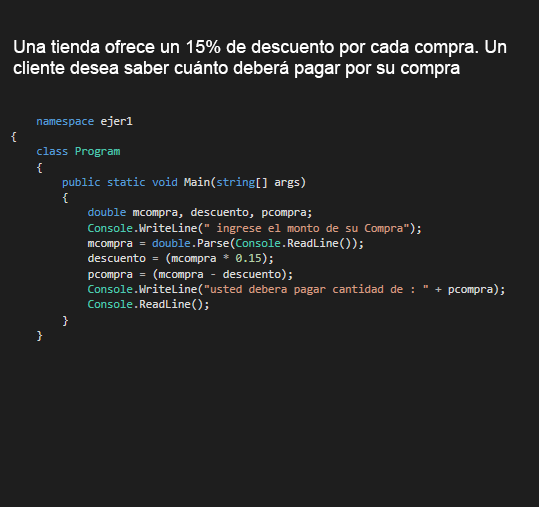 Una tienda ofrece un 15% de descuento por cada compra. Un
cliente desea saber cuánto deberá pagar por su compra
namespace ejer1
{
class Program
{
public static void Main(string[] args)
{
double mcompra, descuento, pcompra;
Console.WriteLine(" ingrese el monto de su Compra");
mcompra = double.Parse(Console.ReadLine());
descuento = (mcompra * 0.15);
pcompra = (mcompra - descuento);
Console.WriteLine("usted debera pagar cantidad de : " + pcompra);
Console.ReadLine();
}
}